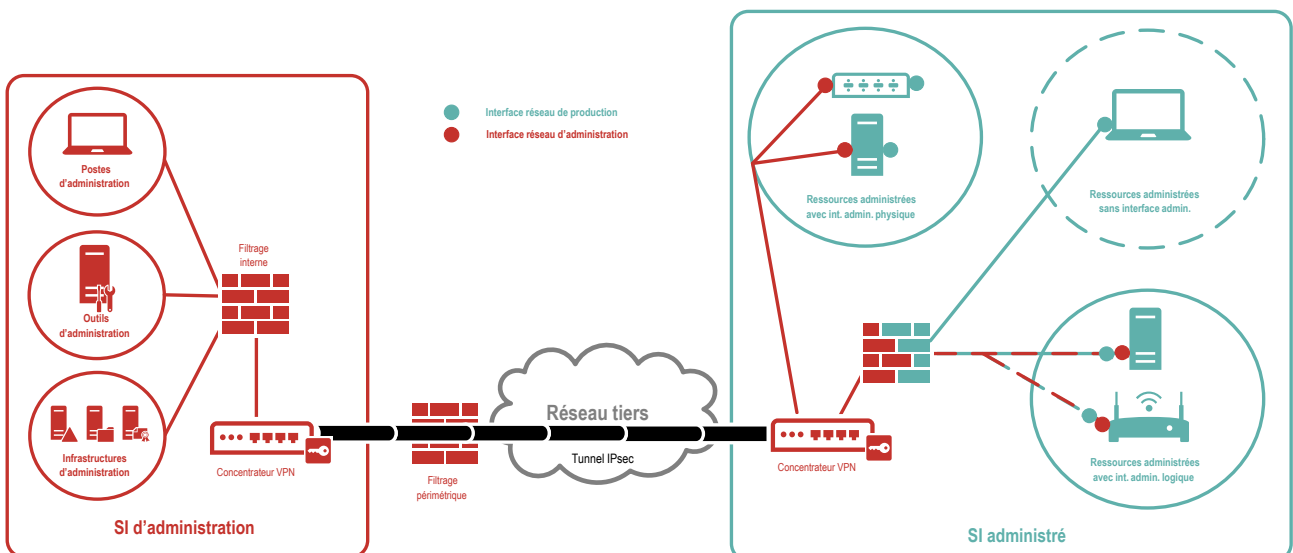 Postes
d'administration
Outils
d'administration
Infrastructures
d'administration
Filtrage
interne
Concentrateur VPN
SI d'administration
Interface réseau de production
Interface réseau d'administration
Filtrage
périmétrique
Réseau tiers
Tunnel IPsec
Ressources administrées
avec int. admin. physique
Ressources administrées
sans interface admin.
Concentrateur VPN
Ressources administrées
avec int. admin. logique
SI administré